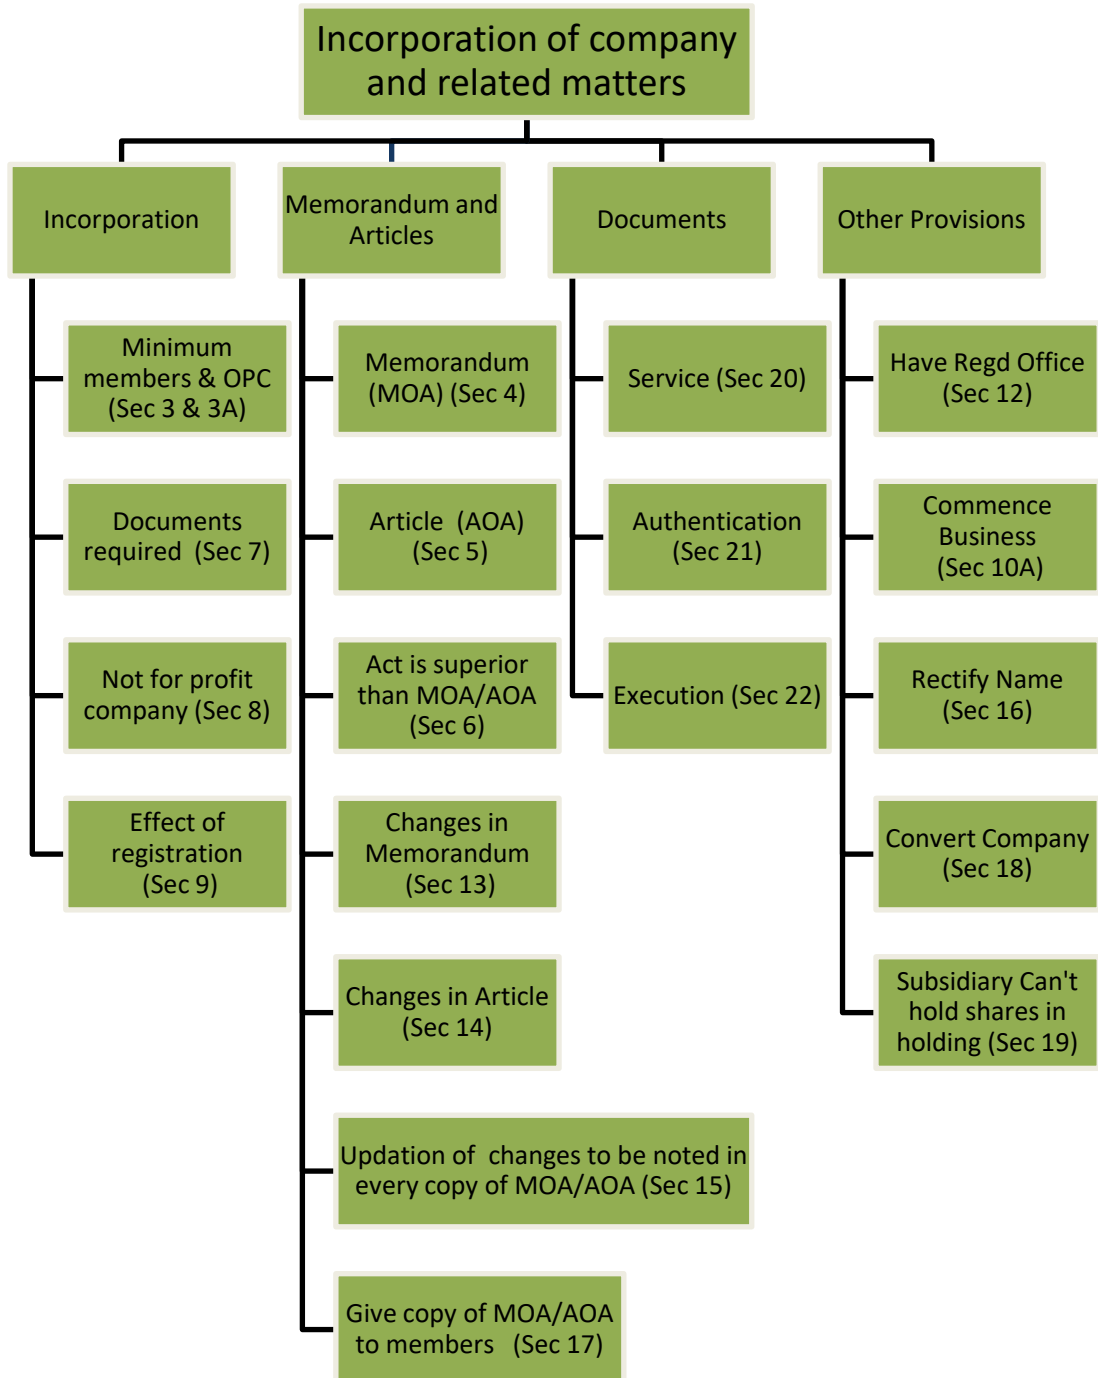 Incorporation of company
and related matters
Incorporation
Minimum
members & OPC
(Sec 3 & 3A)
Documents
required (Sec 7)
Not for profit
company (Sec 8)
Effect of
registration
(Sec 9)
Memorandum and
Articles
Memorandum
(MOA) (Sec 4)
Article (AOA)
(Sec 5)
Act is superior
than MOA/AOA
(Sec 6)
Changes in
Memorandum
(Sec 13)
Changes in Article
(Sec 14)
Updation of changes to be noted in
every copy of MOA/AOA (Sec 15)
Give copy of MOA/AOA
to members (Sec 17)
Documents
Service (Sec 20)
Authentication
(Sec 21)
Execution (Sec 22)
Other Provisions
Have Regd Office
(Sec 12)
Commence
Business
(Sec 10A)
Rectify Name
(Sec 16)
Convert Company
(Sec 18)
Subsidiary Can't
hold shares in
holding (Sec 19)